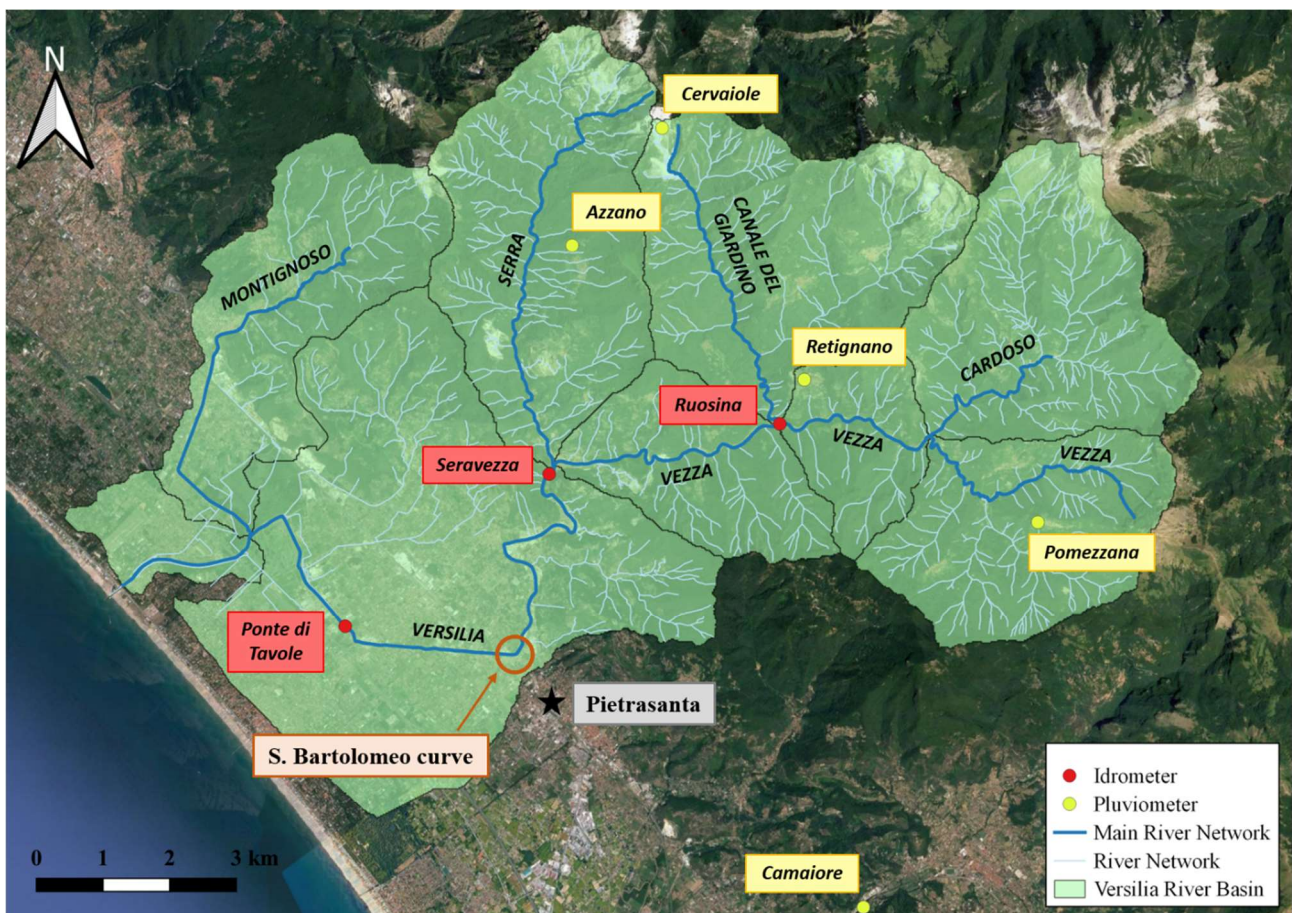 N
Cervaiole
Azzano
SERRA
CANALE DEL
GIARDINO
MONTIGNOSO
Retignano
CARDOSO
Ruosina
Seravezza
VEZZA
VEZZA
VEZZA
Pomezzana
Ponte di
Tavole
VERSILIA
Pietrasanta
S. Bartolomeo curve
Idrometer
Pluviometer
Main River Network
River Network
Versilia River Basin
0 1 2 3 km
Camaiore